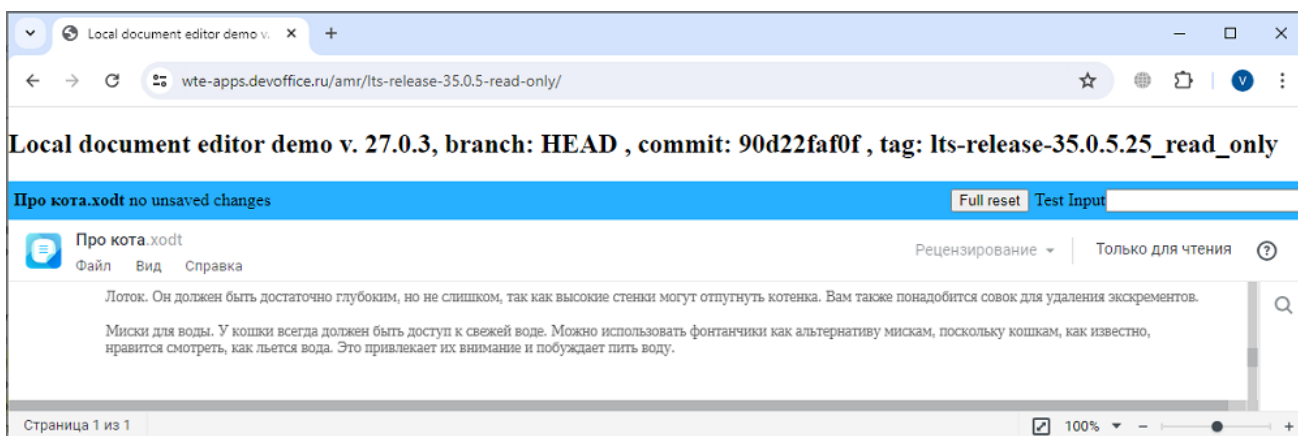 Local document editor demo v.
wte-apps.devoffice.ru/amr/lts-release-35.0.5-read-only/
V
Local document editor demo v. 27.0.3, branch: HEAD , commit: 90d22faf0f , tag: lts-release-35.0.5.25_read_only
Про кота.xodt no unsaved changes Full reset Test Input
Про кота.xodt
Рецензирование Только для чтения ?
Файл Вид Справка
Лоток. Он должен быть достаточно глубоким, но не слишком, так как высокие стенки могут отпугнуть котенка. Вам также понадобится совок для удаления экскрементов.
Миски для воды. У кошки всегда должен быть доступ к свежей воде. Можно использовать фонтанчики как альтернативу мискам, поскольку кошкам, как известно,
нравится смотреть, как льется вода. Это привлекает их внимание и побуждает пить воду.
Страница 1 из 1 100% − +